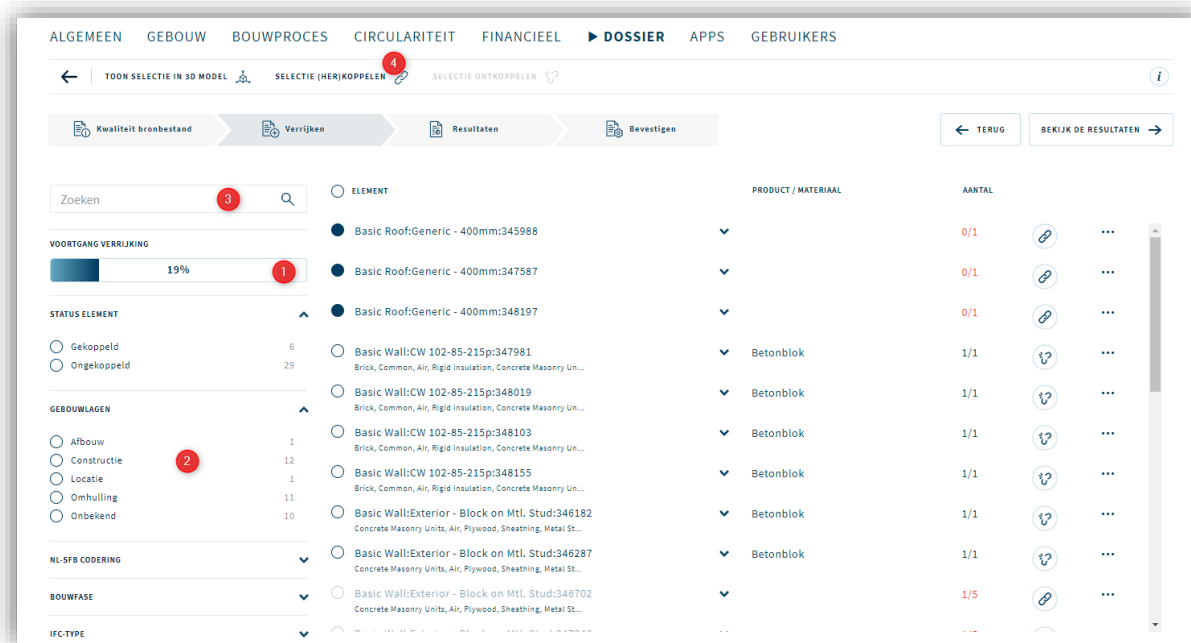 ALGEMEEN GEBOUW BOUWPROCES CIRCULARITEIT FINANCIEEL ▶ DOSSIER APPS GEBRUIKERS
4
← TOON SELECTIE IN 3D MODEL SELECTIE (HER)KOPPELEN SELECTIE ONTKOPPELEN i
Kwaliteit bronbestand Verrijken Resultaten Bevestigen ← TERUG BEKIJK DE RESULTATEN →
Zoeken 3
VOORTGANG VERRIJKING
19% 1
STATUS ELEMENT
Gekoppeld 6
Ongekoppeld 29
GEBOUWLAGEN
Afbouw 1
Constructie 12
2
Locatie 1
Omhulling 11
Onbekend 10
NL-SFB CODERING
BOUWFASE
IFC-TYPE
ELEMENT PRODUCT / MATERIAAL AANTAL
Basic Roof:Generic - 400mm:345988 0/1 ...
Basic Roof:Generic - 400mm:347587 0/1 ...
Basic Roof:Generic - 400mm:348197 0/1 ...
Basic Wall:CW 102-85-215p:347981 Betonblok 1/1 ...
Brick, Common, Air, Rigid insulation, Concrete Masonry Un...
Basic Wall:CW 102-85-215p:348019 Betonblok 1/1 ...
Brick, Common, Air, Rigid insulation, Concrete Masonry Un...
Basic Wall:CW 102-85-215p:348103 Betonblok 1/1 ...
Brick, Common, Air, Rigid insulation, Concrete Masonry Un...
Basic Wall:CW 102-85-215p:348155 Betonblok 1/1 ...
Brick, Common, Air, Rigid insulation, Concrete Masonry Un...
Basic Wall:Exterior - Block on Mtl. Stud:346182 Betonblok 1/1 ...
Concrete Masonry Units, Air, Plywood, Sheathing, Metal St...
Basic Wall:Exterior - Block on Mtl. Stud:346287 Betonblok 1/1 ...
Concrete Masonry Units, Air, Plywood, Sheathing, Metal St...
Basic Wall:Exterior - Block on Mtl. Stud:346702 1/5 ...
Concrete Masonry Units, Air, Plywood, Sheathing, Metal St...